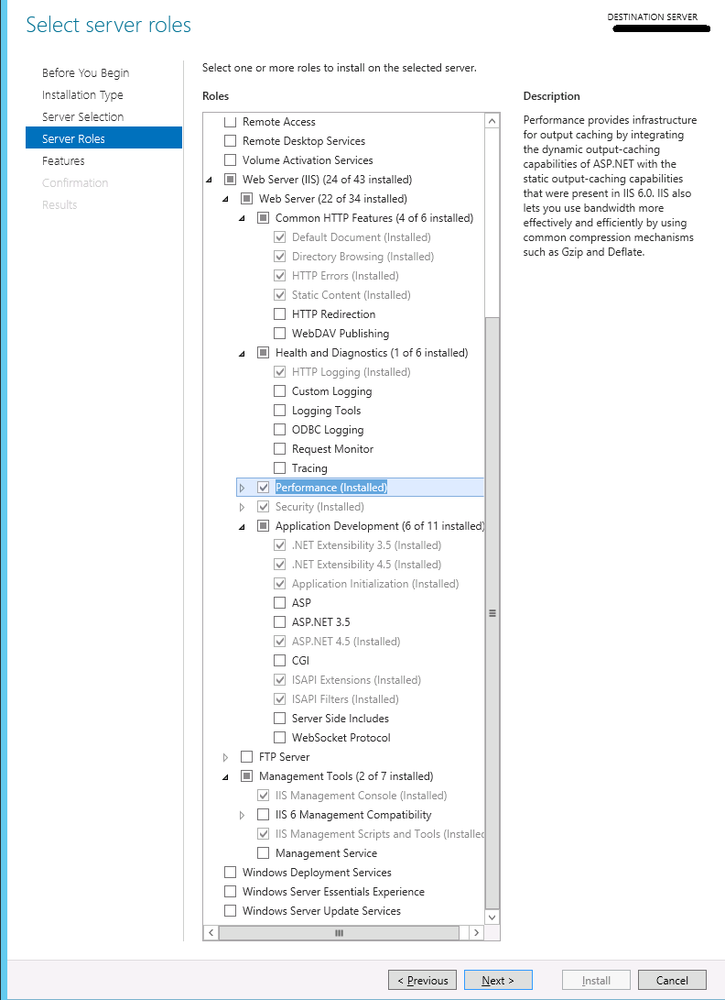 Select server roles
DESTINATION SERVER
Before You Begin
Installation Type
Server Selection
Server Roles
Features
Confirmation
Results
Select one or more roles to install on the selected server.
Roles
Remote Access
Remote Desktop Services
Volume Activation Services
Web Server (IIS) (24 of 43 installed)
Web Server (22 of 34 installed)
Common HTTP Features (4 of 6 installed)
Default Document (Installed)
Directory Browsing (Installed)
HTTP Errors (Installed)
Static Content (Installed)
HTTP Redirection
WebDAV Publishing
Health and Diagnostics (1 of 6 installed)
HTTP Logging (Installed)
Custom Logging
Logging Tools
ODBC Logging
Request Monitor
Tracing
Performance (Installed)
Security (Installed)
Application Development (6 of 11 installed)
.NET Extensibility 3.5 (Installed)
.NET Extensibility 4.5 (Installed)
Application Initialization (Installed)
ASP
ASP.NET 3.5
ASP.NET 4.5 (Installed)
CGI
ISAPI Extensions (Installed)
ISAPI Filters (Installed)
Server Side Includes
WebSocket Protocol
FTP Server
Management Tools (2 of 7 installed)
IIS Management Console (Installed)
IIS 6 Management Compatibility
IIS Management Scripts and Tools (Installed
Management Service
Windows Deployment Services
Windows Server Essentials Experience
Windows Server Update Services
Description
Performance provides infrastructure
for output caching by integrating
the dynamic output-caching
capabilities of ASP.NET with the
static output-caching capabilities
that were present in IIS 6.0. IIS also
lets you use bandwidth more
effectively and efficiently by using
common compression mechanisms
such as Gzip and Deflate.
< Previous
Next >
Install
Cancel